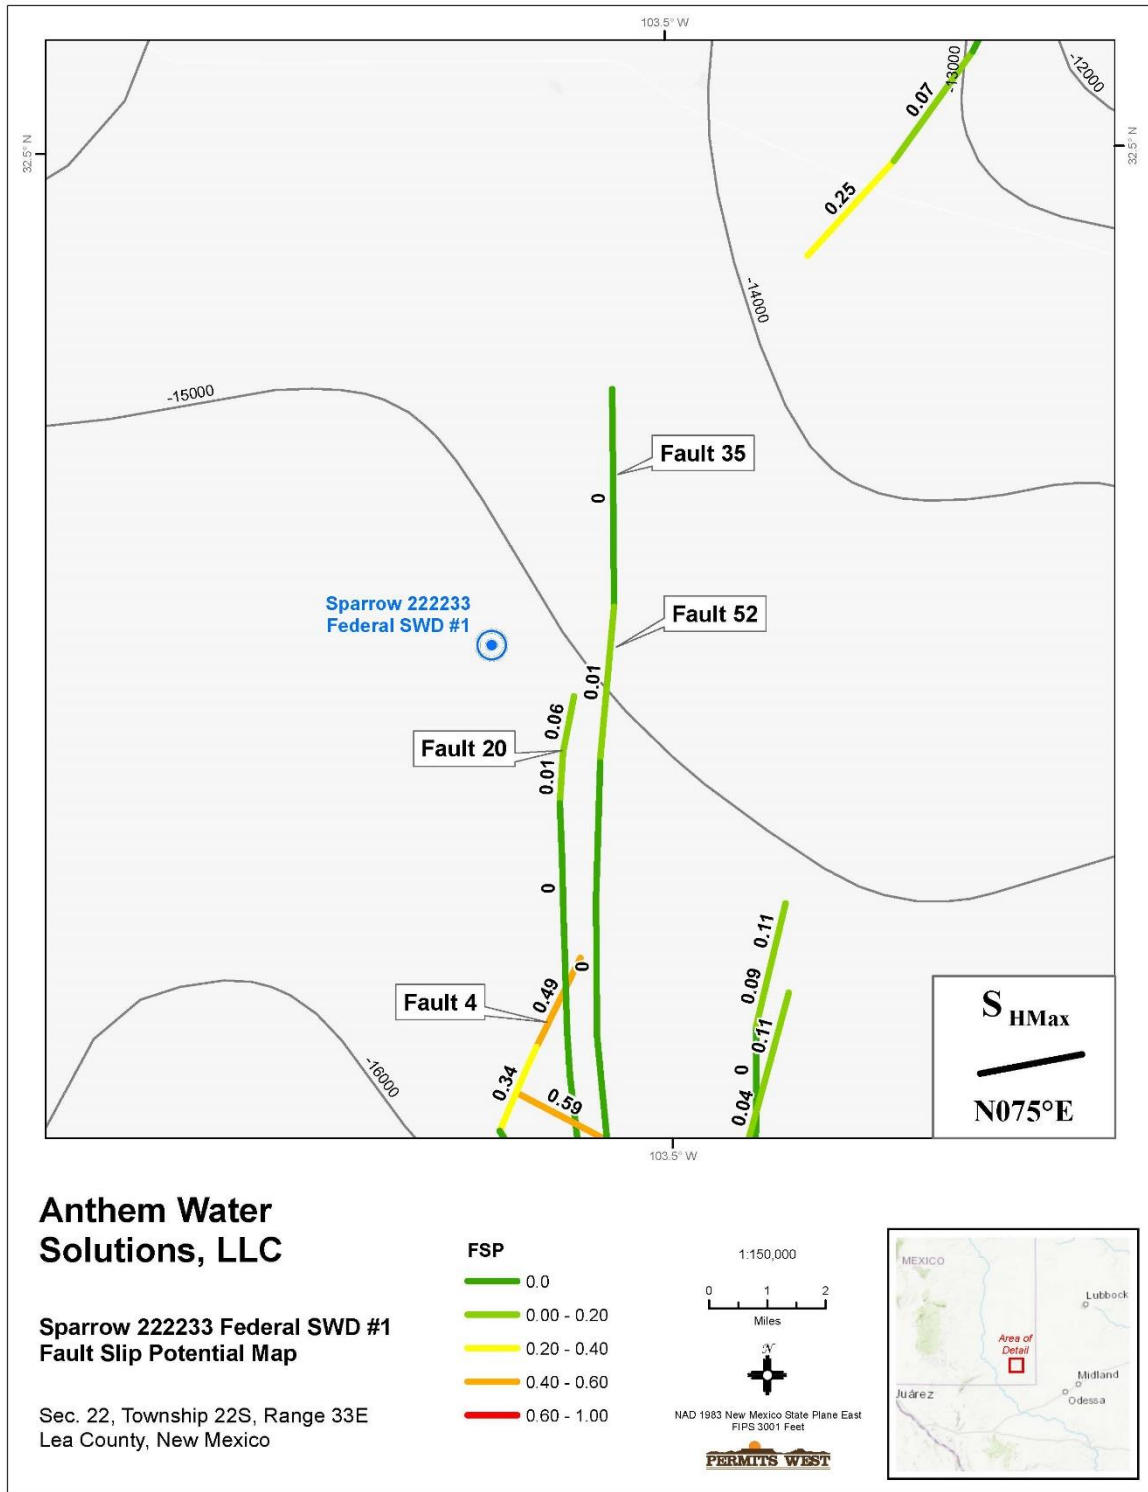 103.5° W
32.5° N
32.5° N
-13000
-12000
0.07
0.25
-14000
-15000
Fault 35
0
Sparrow 222233
Federal SWD #1
Fault 52
0.01
0.06
Fault 20
0.01
0
0.11
0.09
0
0.49
Fault 4
0.11
0
0.34
0.59
0.04
-16000
S HMax
N075°E
103.5° W
Anthem Water
Solutions, LLC
Sparrow 222233 Federal SWD #1
Fault Slip Potential Map
Sec. 22, Township 22S, Range 33E
Lea County, New Mexico
FSP
0.0
0.00 - 0.20
0.20 - 0.40
0.40 - 0.60
0.60 - 1.00
1:150,000
0 1 2
Miles
N
NAD 1983 New Mexico State Plane East
FIPS 3001 Feet
PERMITS WEST
MEXICO
Lubbock
Area of
Detail
Midland
Odessa
Juárez